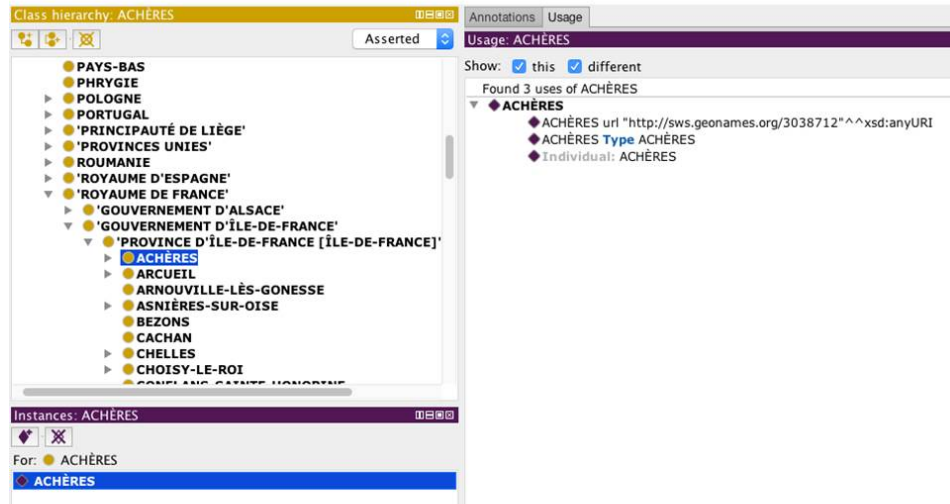 Class hierarchy: ACHÈRES
Asserted
PAYS-BAS
PHRYGIE
POLOGNE
PORTUGAL
'PRINCIPAUTÉ DE LIÈGE'
'PROVINCES UNIES'
ROUMANIE
'ROYAUME D'ESPAGNE'
'ROYAUME DE FRANCE'
'GOUVERNEMENT D'ALSACE'
'GOUVERNEMENT D'ÎLE-DE-FRANCE'
'PROVINCE D'ÎLE-DE-FRANCE [ÎLE-DE-FRANCE]'
ACHÈRES
ARCUEIL
ARNOUVILLE-LÈS-GONESSE
ASNIÈRES-SUR-OISE
BEZONS
CACHAN
CHELLES
CHOISY-LE-ROI
CONFLANS-SAINTE-HONORINE
Instances: ACHÈRES
For: ACHÈRES
ACHÈRES
Annotations Usage
Usage: ACHÈRES
Show: this different
Found 3 uses of ACHÈRES
ACHÈRES
ACHÈRES url "http://sws.geonames.org/3038712"^^xsd:anyURI
ACHÈRES Type ACHÈRES
Individual: ACHÈRES